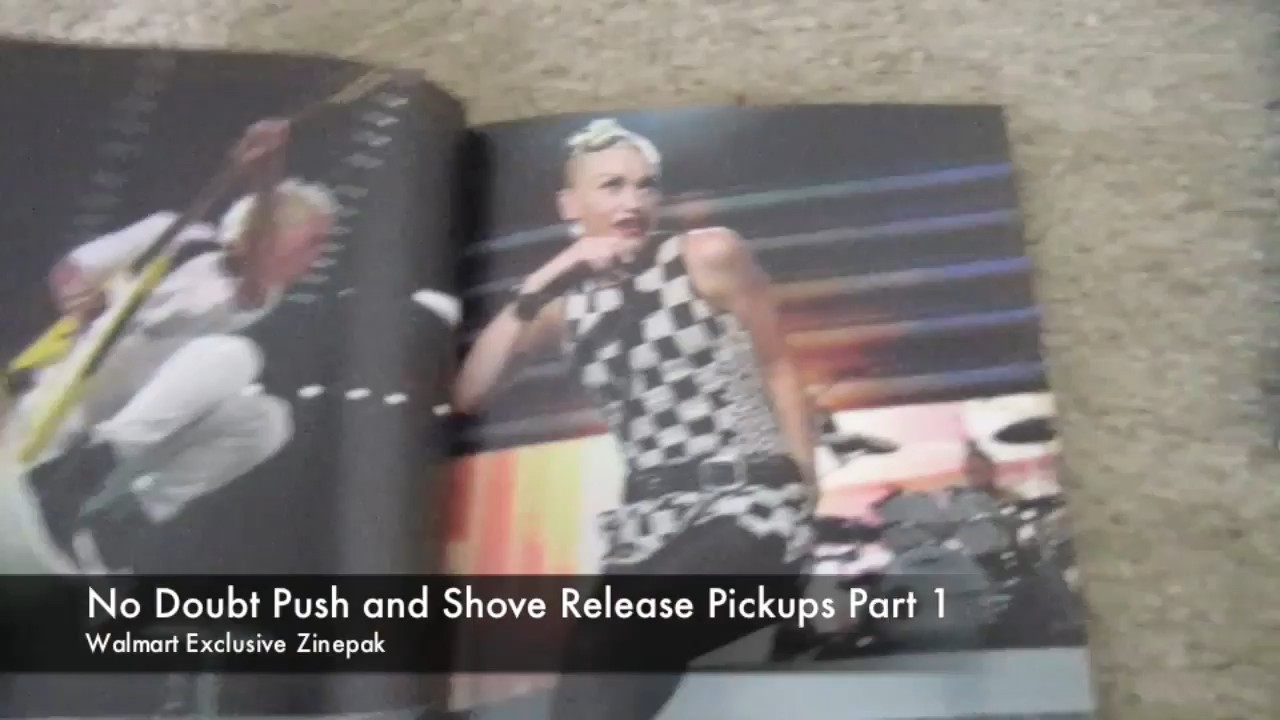 No Doubt Push and Shove Release Pickups Part 1
Walmart Exclusive Zinepak